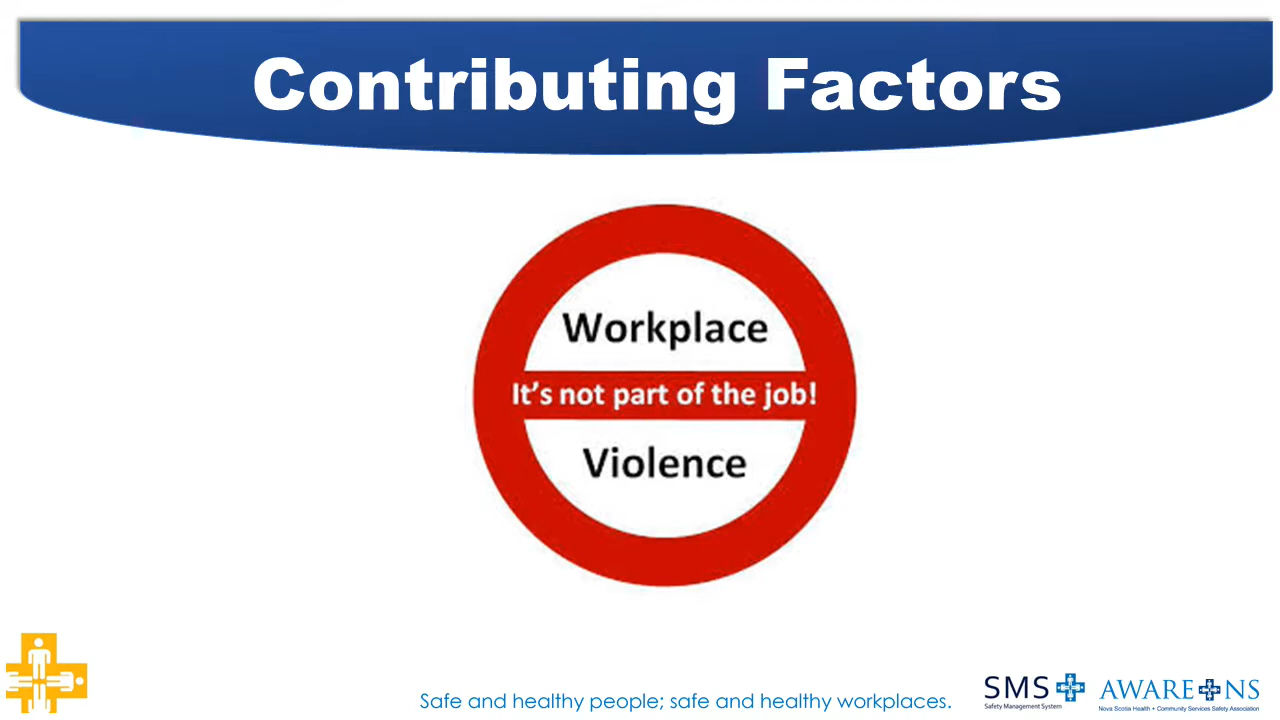 Contributing Factors
Workplace
It's not part of the job!
Violence
Safe and healthy people; safe and healthy workplaces.
SMS
Safety Management System
AWARE NS
Nova Scotia Health + Community Services Safety Association